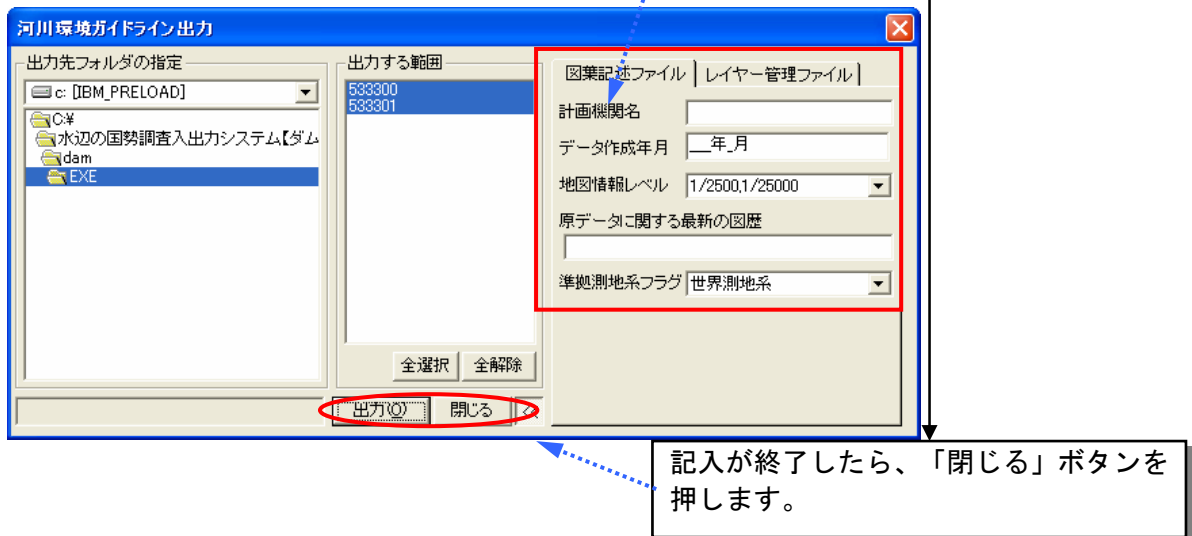 河川環境ガイドライン出力
出力先フォルダの指定
c: [IBM_PRELOAD]
C:¥
水辺の国勢調査入出力システム【ダム
dam
EXE
出力する範囲
533300
533301
全選択 全解除
図葉記述ファイル レイヤー管理ファイル
計画機関名
データ作成年月 __年_月
地図情報レベル 1/2500,1/25000
原データに関する最新の図歴
準拠測地系フラグ 世界測地系
出力(O) 閉じる <<
記入が終了したら、「閉じる」ボタンを
押します。